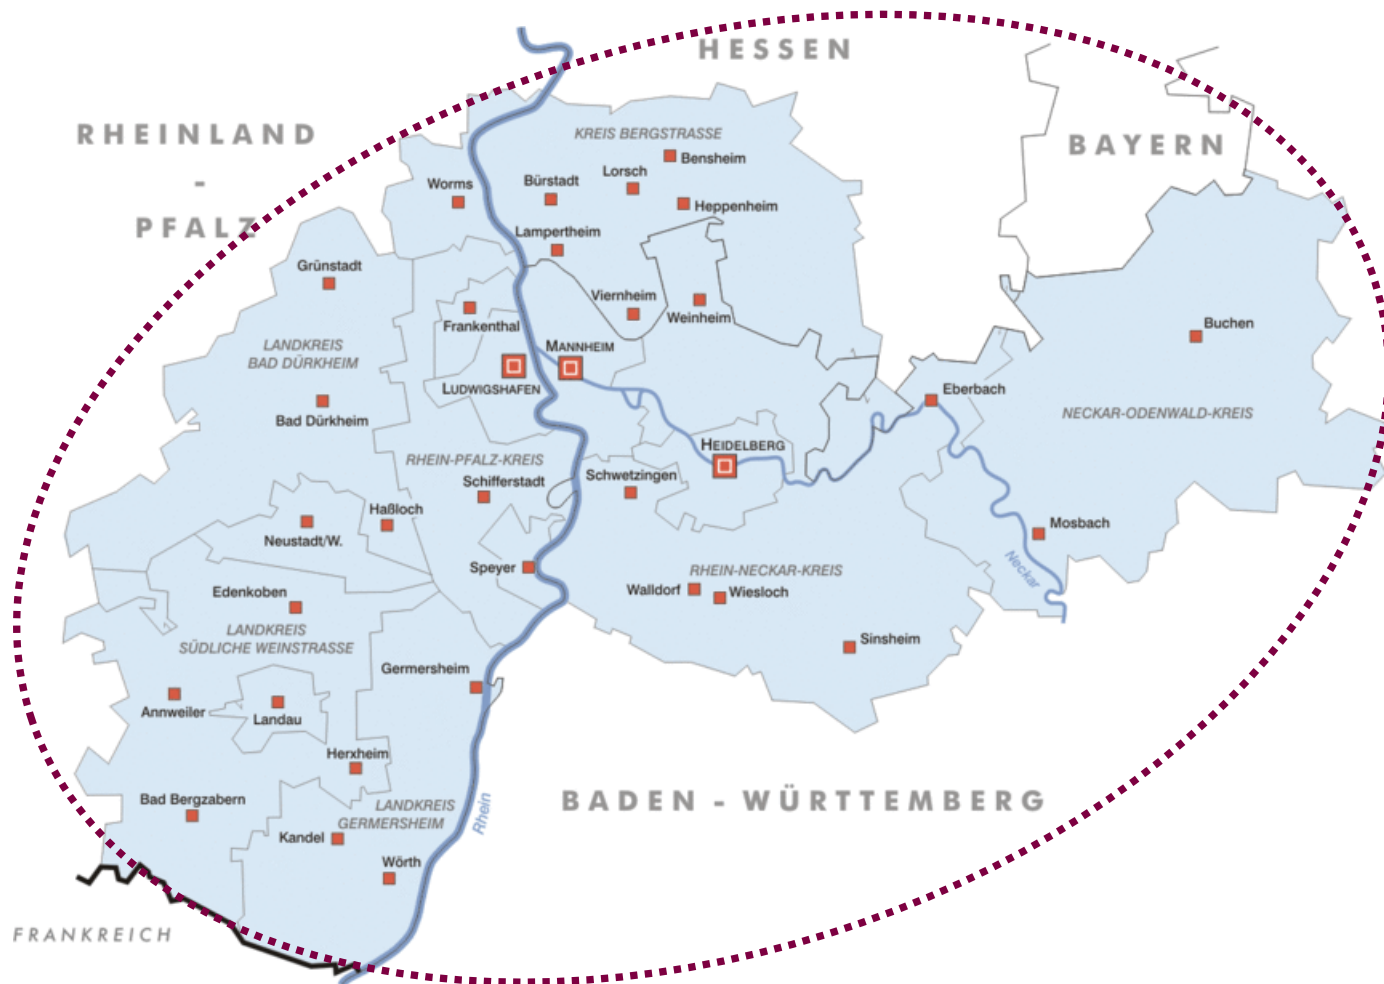 HESSEN
RHEINLAND
-
PFALZ
BAYERN
KREIS BERGSTRASSE
Bensheim
Lorsch
Bürstadt
Worms
Heppenheim
Lampertheim
Grünstadt
Viernheim
Weinheim
Frankenthal
Buchen
LANDKREIS
BAD DÜRKHEIM
MANNHEIM
LUDWIGSHAFEN
Eberbach
Bad Dürkheim
NECKAR-ODENWALD-KREIS
HEIDELBERG
RHEIN-PFALZ-KREIS
Schwetzingen
Schifferstadt
Haßloch
Mosbach
Neustadt/W.
Speyer
Neckar
RHEIN-NECKAR-KREIS
Walldorf
Wiesloch
Edenkoben
LANDKREIS
SÜDLICHE WEINSTRASSE
Sinsheim
Germersheim
Annweiler
Landau
Herxheim
Bad Bergzabern
LANDKREIS
GERMERSHEIM
Rhein
BADEN - WÜRTTEMBERG
Kandel
Wörth
FRANKREICH